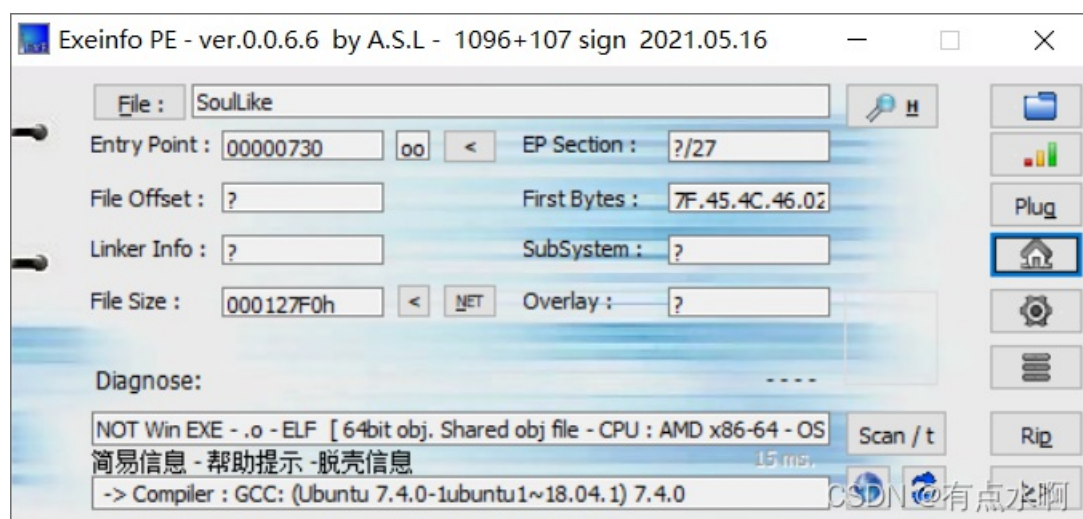 Exeinfo PE - ver.0.0.6.6 by A.S.L - 1096+107 sign 2021.05.16
File : SoulLike H
Entry Point : 00000730 oo < EP Section : ?/27
File Offset : ? First Bytes : 7F.45.4C.46.02 Plug
Linker Info : ? SubSystem : ?
File Size : 000127F0h < NET Overlay : ?
Diagnose: ----
NOT Win EXE - .o - ELF [ 64bit obj. Shared obj file - CPU : AMD x86-64 - OS Scan / t Rip
简易信息 - 帮助提示 -脱壳信息 15 ms.
-> Compiler : GCC: (Ubuntu 7.4.0-1ubuntu1~18.04.1) 7.4.0 >>
CSDN @有点水啊